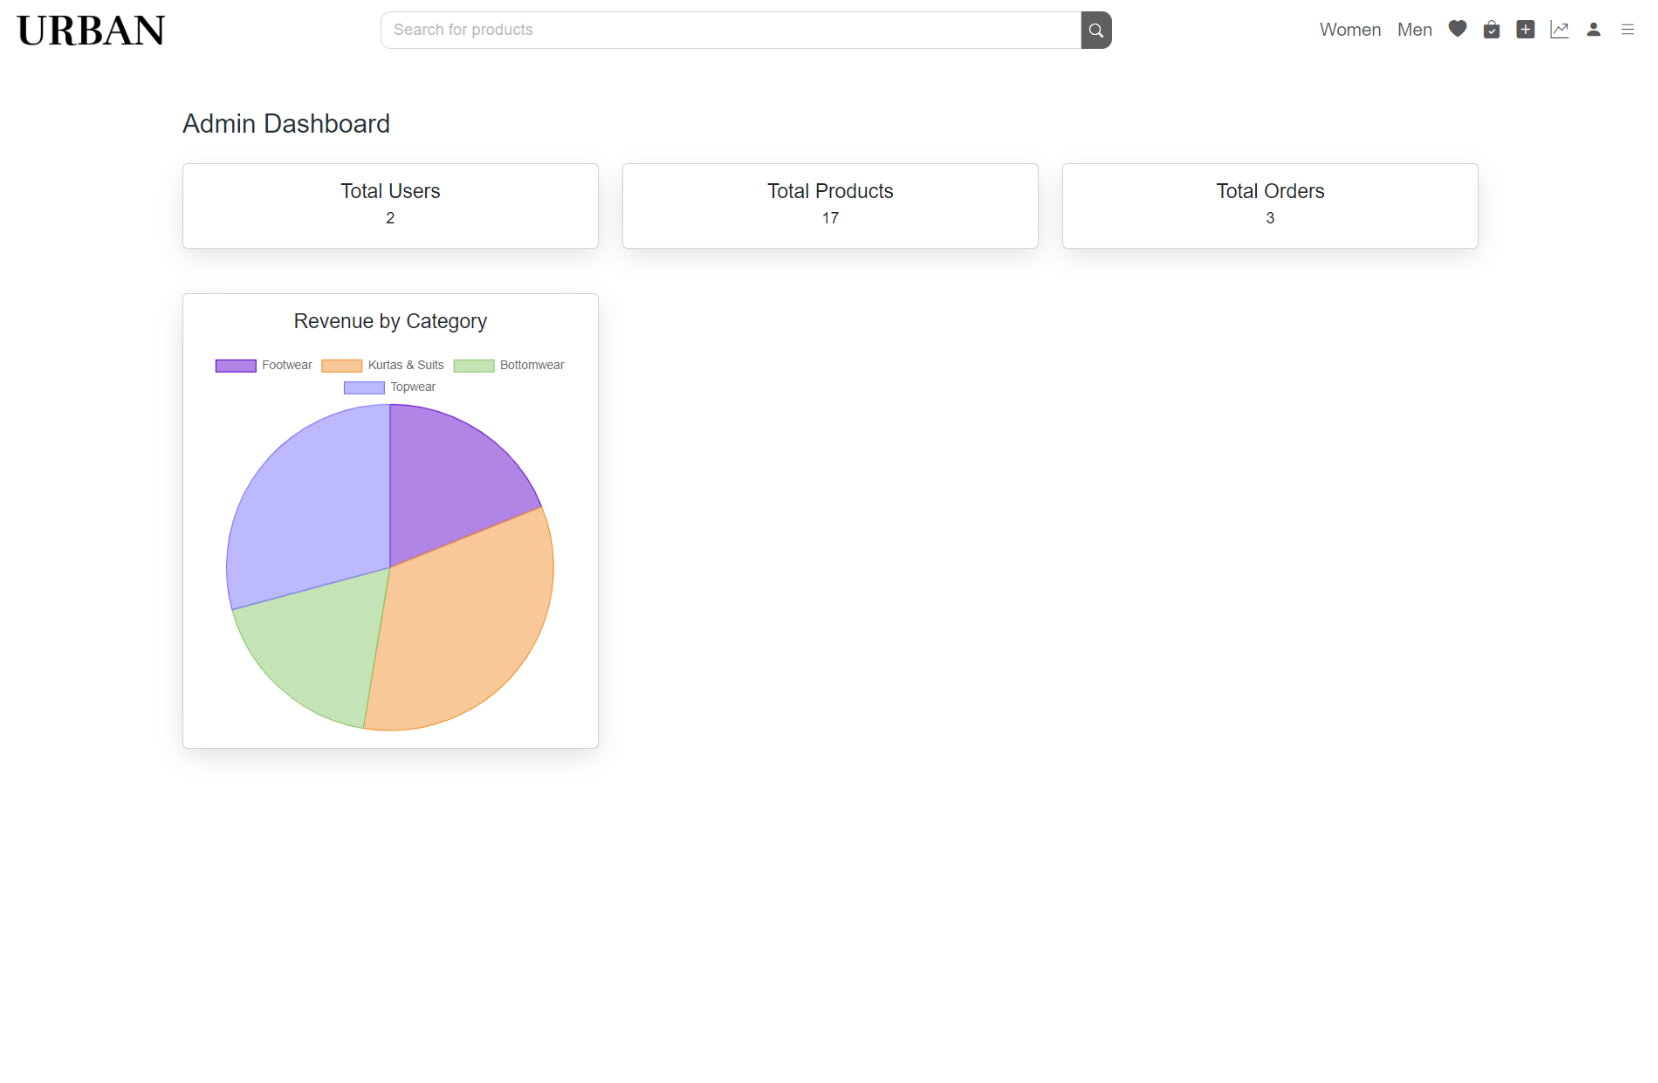 URBAN
Search for products
Women Men
Admin Dashboard
Total Users
2
Total Products
17
Total Orders
3
Revenue by Category
Footwear Kurtas & Suits Bottomwear
Topwear